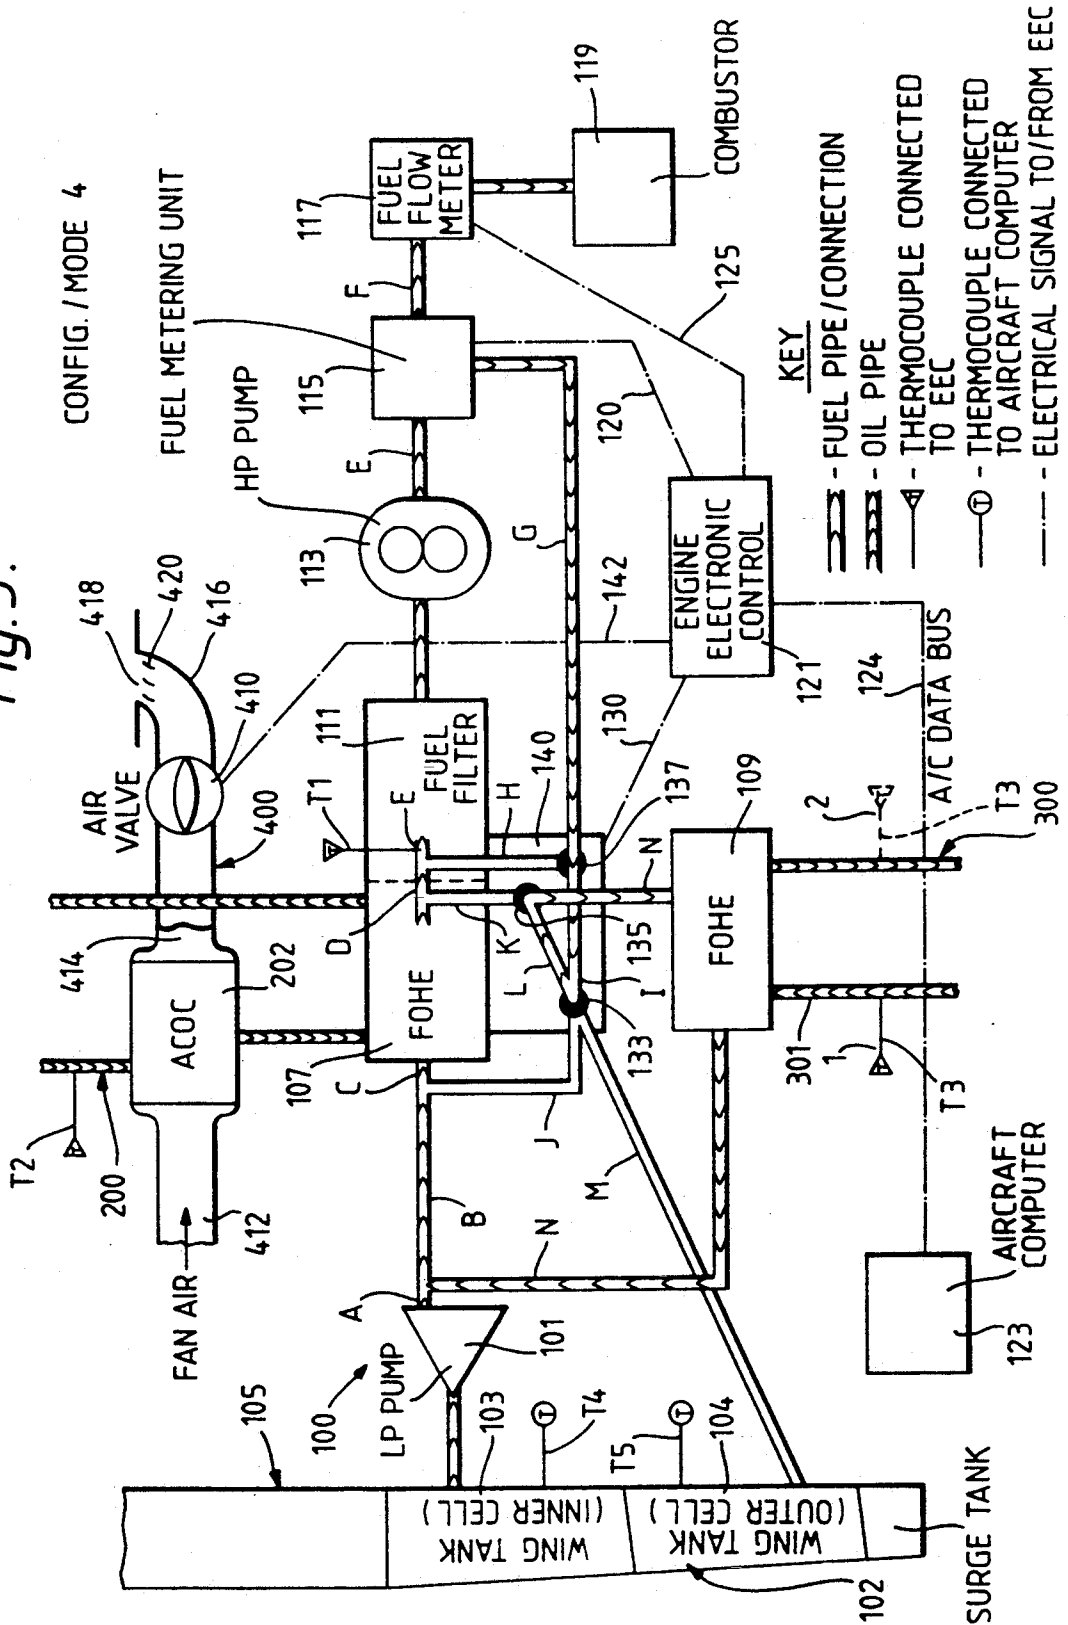 Fig.5.
CONFIG./MODE 4
FUEL METERING UNIT
HP PUMP
113
115
117
FUEL
FLOW
METER
119
COMBUSTOR
E
F
G
120
125
418
420
416
410
AIR
VALVE
400
414
ACOC
202
T2
200
412
FAN AIR
142
111
FUEL
FILTER
T1
E
H
140
130
137
D
K
107
FOHE
C
L
135
I
N
133
J
B
M
N
A
101
100
LP PUMP
103
105
T4
T5
104
WING TANK
(INNER CELL)
WING TANK
(OUTER CELL)
102
SURGE TANK
ENGINE
ELECTRONIC
CONTROL
121
124
A/C DATA BUS
109
FOHE
2
T3
300
301
1
T3
AIRCRAFT
COMPUTER
123
KEY
- FUEL PIPE/CONNECTION
- OIL PIPE
- THERMOCOUPLE CONNECTED
TO EEC
T - THERMOCOUPLE CONNECTED
TO AIRCRAFT COMPUTER
- ELECTRICAL SIGNAL TO/FROM EEC
T
T